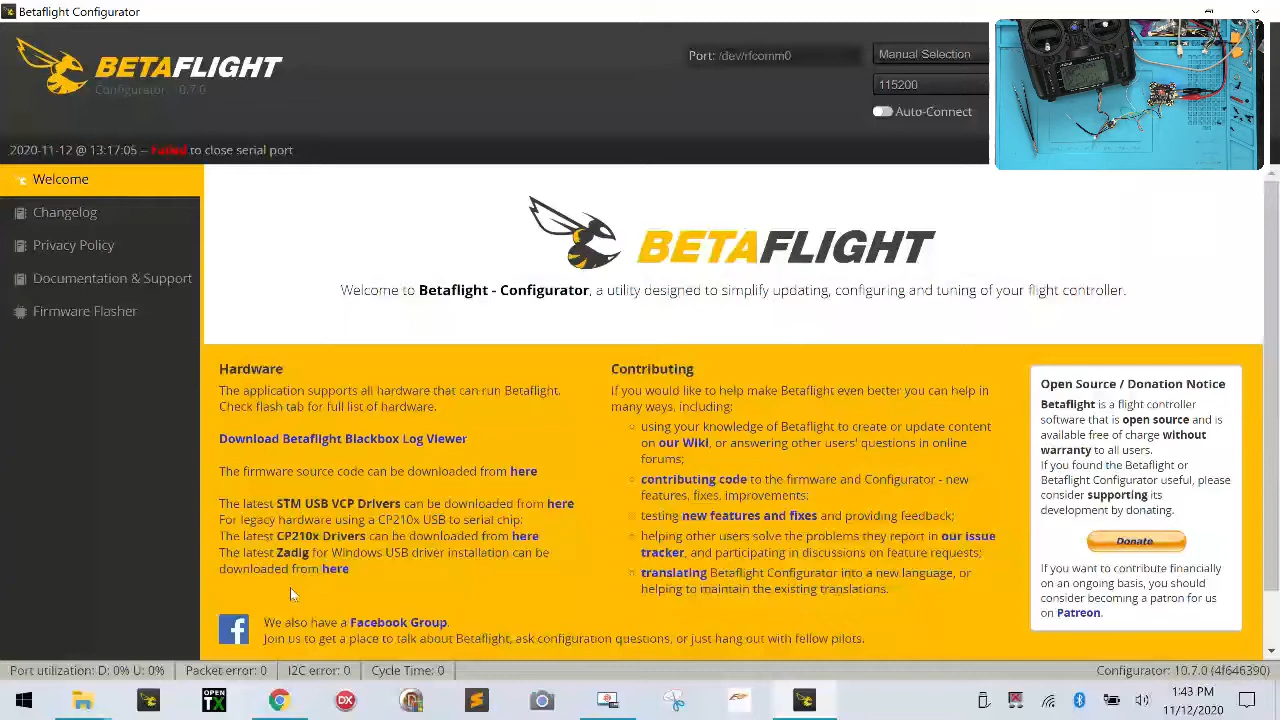 Betaflight Configurator
BETAFLIGHT
Configurator 0.7.0
Port: /dev/rfcomm0
Manual Selection
115200
Auto-Connect
2020-11-12 @ 13:17:05 -- Failed to close serial port
Welcome
Changelog
Privacy Policy
Documentation & Support
Firmware Flasher
BETAFLIGHT
Welcome to Betaflight - Configurator, a utility designed to simplify updating, configuring and tuning of your flight controller.
Hardware
The application supports all hardware that can run Betaflight.
Check flash tab for full list of hardware.
Download Betaflight Blackbox Log Viewer
The firmware source code can be downloaded from here
The latest STM USB VCP Drivers can be downloaded from here
For legacy hardware using a CP210x USB to serial chip:
The latest CP210x Drivers can be downloaded from here
The latest Zadig for Windows USB driver installation can be
downloaded from here
Contributing
If you would like to help make Betaflight even better you can help in
many ways, including:
using your knowledge of Betaflight to create or update content
on our Wiki, or answering other users' questions in online
forums;
contributing code to the firmware and Configurator - new
features, fixes, improvements;
testing new features and fixes and providing feedback;
helping other users solve the problems they report in our issue
tracker, and participating in discussions on feature requests;
translating Betaflight Configurator into a new language, or
helping to maintain the existing translations.
Open Source / Donation Notice
Betaflight is a flight controller
software that is open source and is
available free of charge without
warranty to all users.
If you found the Betaflight or
Betaflight Configurator useful, please
consider supporting its
development by donating.
Donate
If you want to contribute financially
on an ongoing basis, you should
consider becoming a patron for us
on Patreon.
f
We also have a Facebook Group.
Join us to get a place to talk about Betaflight, ask configuration questions, or just hang out with fellow pilots.
Port utilization: D: 0% U: 0%
Packet error: 0
I2C error: 0
Cycle Time: 0
Configurator: 10.7.0 (4f646390)
OPEN
TX
DX
1:43 PM
11/12/2020